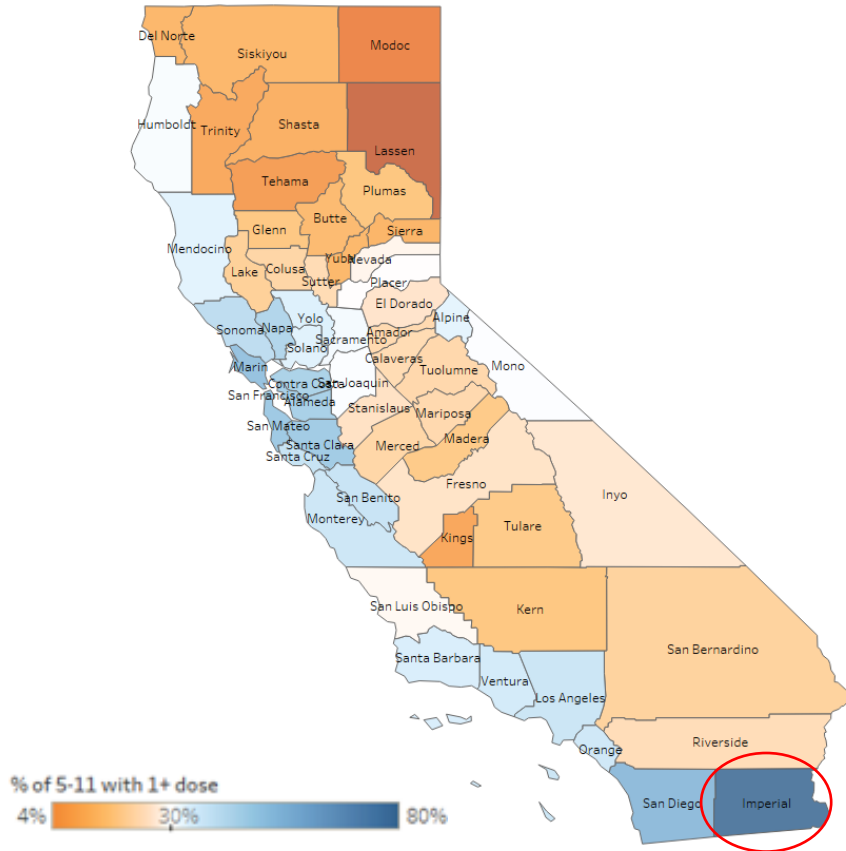 Del Norte
Siskiyou
Modoc
Humboldt
Trinity
Shasta
Lassen
Tehama
Plumas
Butte
Glenn
Sierra
Mendocino
Yuba
Nevada
Lake
Colusa
Sutter
Placer
El Dorado
Yolo
Alpine
Sonoma
Napa
Sacramento
Amador
Solano
Calaveras
Mono
Marin
Tuolumne
Contra Costa
San Joaquin
San Francisco
Alameda
Stanislaus
Mariposa
San Mateo
Madera
Santa Clara
Merced
Santa Cruz
Fresno
San Benito
Inyo
Monterey
Tulare
Kings
San Luis Obispo
Kern
San Bernardino
Santa Barbara
Ventura
Los Angeles
Riverside
Orange
% of 5-11 with 1+ dose
San Diego
Imperial
4%
30%
80%